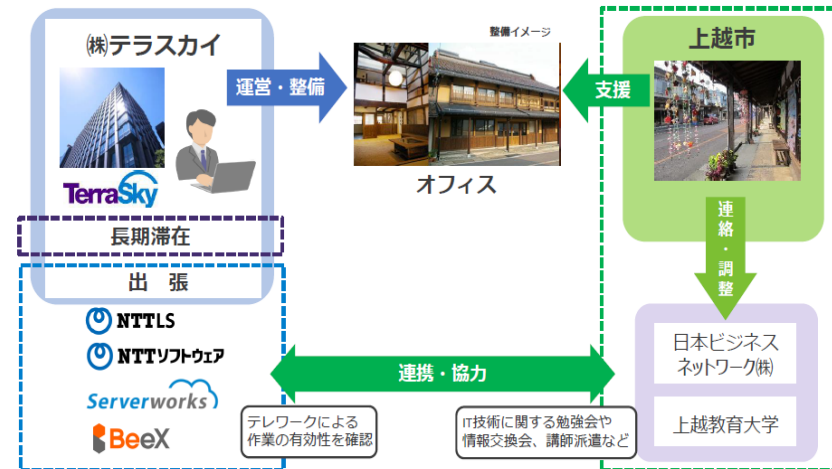 ㈱テラスカイ
TerraSky
長期滞在
出　張
NTTLS
NTTソフトウェア
Serverworks
BeeX
運営・整備
整備イメージ
オフィス
支援
上越市
連絡・調整
日本ビジネス
ネットワーク㈱
上越教育大学
連携・協力
テレワークによる
作業の有効性を確認
IT技術に関する勉強会や
情報交換会、講師派遣など